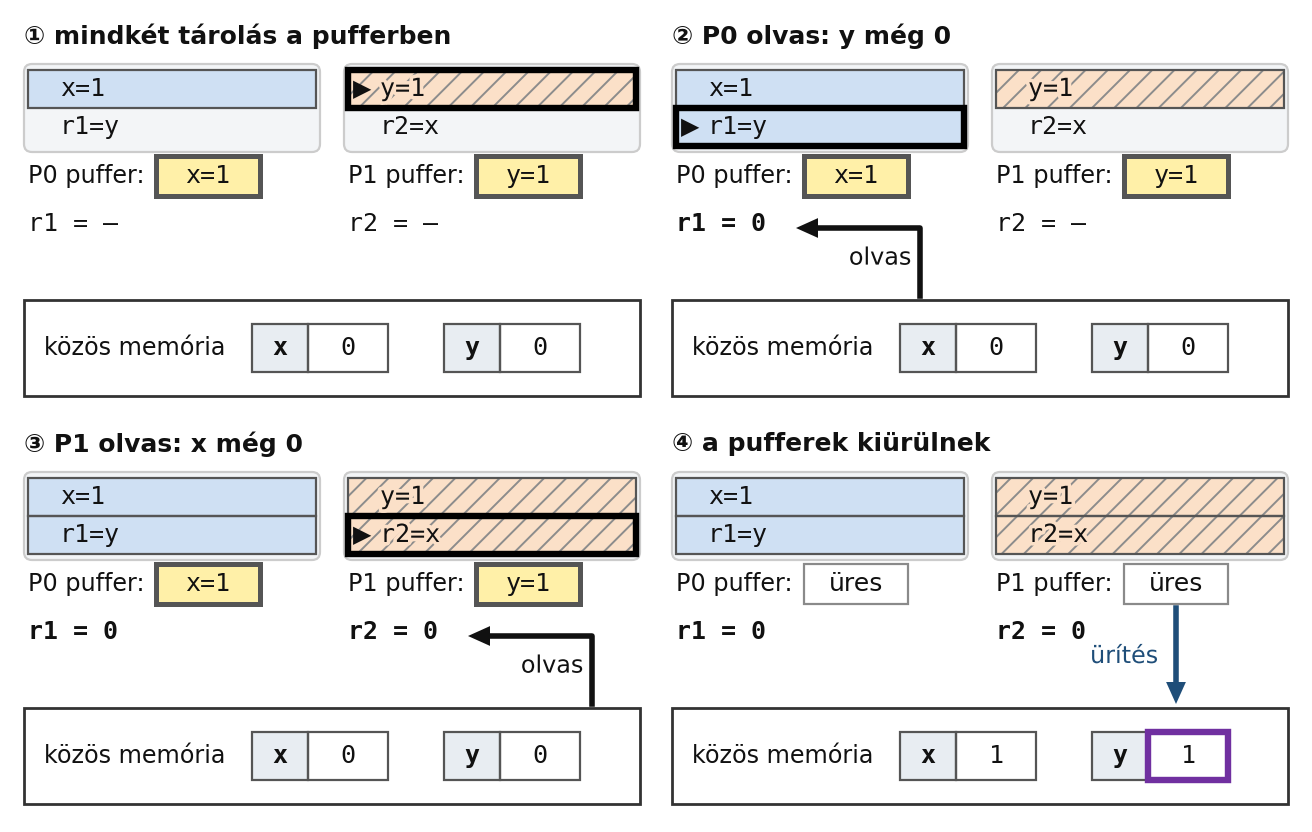 ① mindkét tárolás a pufferben
x=1
r1=y
▶ y=1
r2=x
P0 puffer: x=1
P1 puffer: y=1
r1 = –
r2 = –
közös memória x 0 y 0
② P0 olvas: y még 0
x=1
▶ r1=y
y=1
r2=x
P0 puffer: x=1
P1 puffer: y=1
r1 = 0
r2 = –
olvas
közös memória x 0 y 0
③ P1 olvas: x még 0
x=1
r1=y
y=1
▶ r2=x
P0 puffer: x=1
P1 puffer: y=1
r1 = 0
r2 = 0
olvas
közös memória x 0 y 0
④ a pufferek kiürülnek
x=1
r1=y
y=1
r2=x
P0 puffer: üres
P1 puffer: üres
r1 = 0
r2 = 0
ürítés
közös memória x 1 y 1